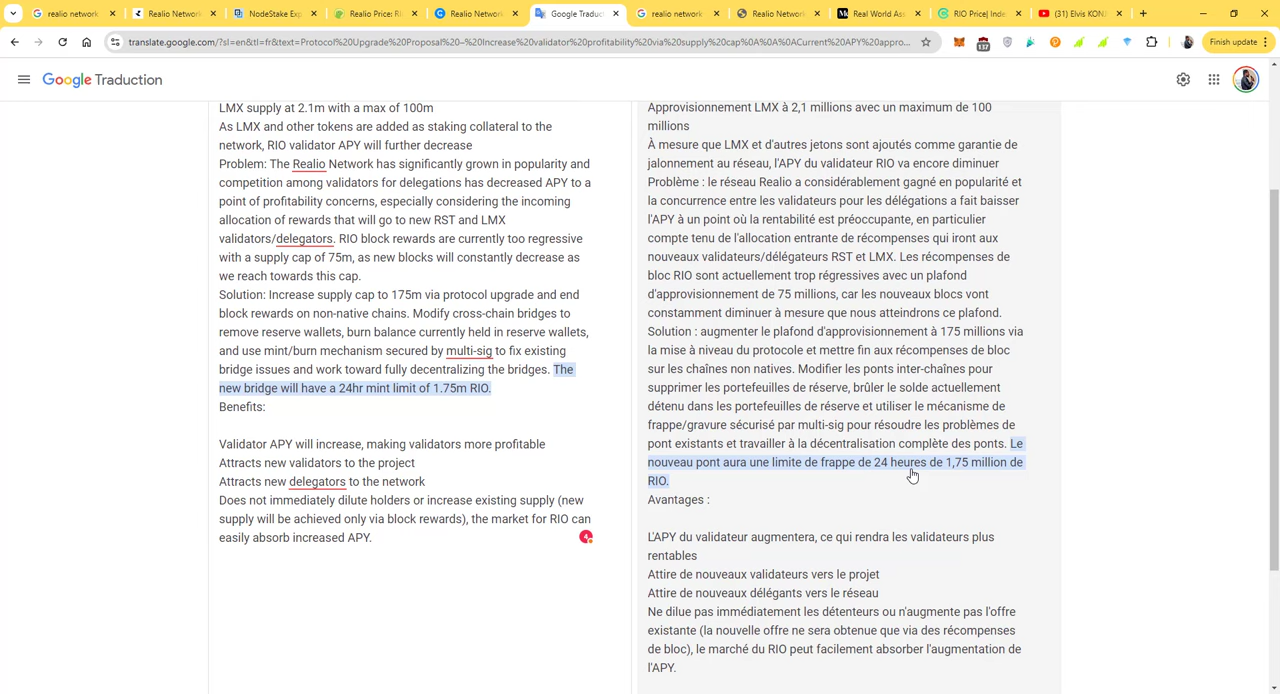 realio network
Realio Network
NodeStake Exp
Realio Price: R
Realio Network
Google Traduc
realio network
Realio Network
Real World Ass
RIO Price| Inde
(31) Elvis KONJ
translate.google.com/?sl=en&tl=fr&text=Protocol%20Upgrade%20Proposal%20–%20Increase%20validator%20profitability%20via%20supply%20cap%0A%0A%0ACurrent%20APY%20appro...
137
Finish update
Google Traduction
LMX supply at 2.1m with a max of 100m
As LMX and other tokens are added as staking collateral to the
network, RIO validator APY will further decrease
Problem: The Realio Network has significantly grown in popularity and
competition among validators for delegations has decreased APY to a
point of profitability concerns, especially considering the incoming
allocation of rewards that will go to new RST and LMX
validators/delegators. RIO block rewards are currently too regressive
with a supply cap of 75m, as new blocks will constantly decrease as
we reach towards this cap.
Solution: Increase supply cap to 175m via protocol upgrade and end
block rewards on non-native chains. Modify cross-chain bridges to
remove reserve wallets, burn balance currently held in reserve wallets,
and use mint/burn mechanism secured by multi-sig to fix existing
bridge issues and work toward fully decentralizing the bridges. The
new bridge will have a 24hr mint limit of 1.75m RIO.
Benefits:
Validator APY will increase, making validators more profitable
Attracts new validators to the project
Attracts new delegators to the network
Does not immediately dilute holders or increase existing supply (new
supply will be achieved only via block rewards), the market for RIO can
easily absorb increased APY.
4
Approvisionnement LMX à 2,1 millions avec un maximum de 100
millions
À mesure que LMX et d'autres jetons sont ajoutés comme garantie de
jalonnement au réseau, l'APY du validateur RIO va encore diminuer
Problème : le réseau Realio a considérablement gagné en popularité et
la concurrence entre les validateurs pour les délégations a fait baisser
l'APY à un point où la rentabilité est préoccupante, en particulier
compte tenu de l'allocation entrante de récompenses qui iront aux
nouveaux validateurs/délégateurs RST et LMX. Les récompenses de
bloc RIO sont actuellement trop régressives avec un plafond
d'approvisionnement de 75 millions, car les nouveaux blocs vont
constamment diminuer à mesure que nous atteindrons ce plafond.
Solution : augmenter le plafond d'approvisionnement à 175 millions via
la mise à niveau du protocole et mettre fin aux récompenses de bloc
sur les chaînes non natives. Modifier les ponts inter-chaînes pour
supprimer les portefeuilles de réserve, brûler le solde actuellement
détenu dans les portefeuilles de réserve et utiliser le mécanisme de
frappe/gravure sécurisé par multi-sig pour résoudre les problèmes de
pont existants et travailler à la décentralisation complète des ponts. Le
nouveau pont aura une limite de frappe de 24 heures de 1,75 million de
RIO.
Avantages :
L'APY du validateur augmentera, ce qui rendra les validateurs plus
rentables
Attire de nouveaux validateurs vers le projet
Attire de nouveaux délégants vers le réseau
Ne dilue pas immédiatement les détenteurs ou n'augmente pas l'offre
existante (la nouvelle offre ne sera obtenue que via des récompenses
de bloc), le marché du RIO peut facilement absorber l'augmentation de
l'APY.